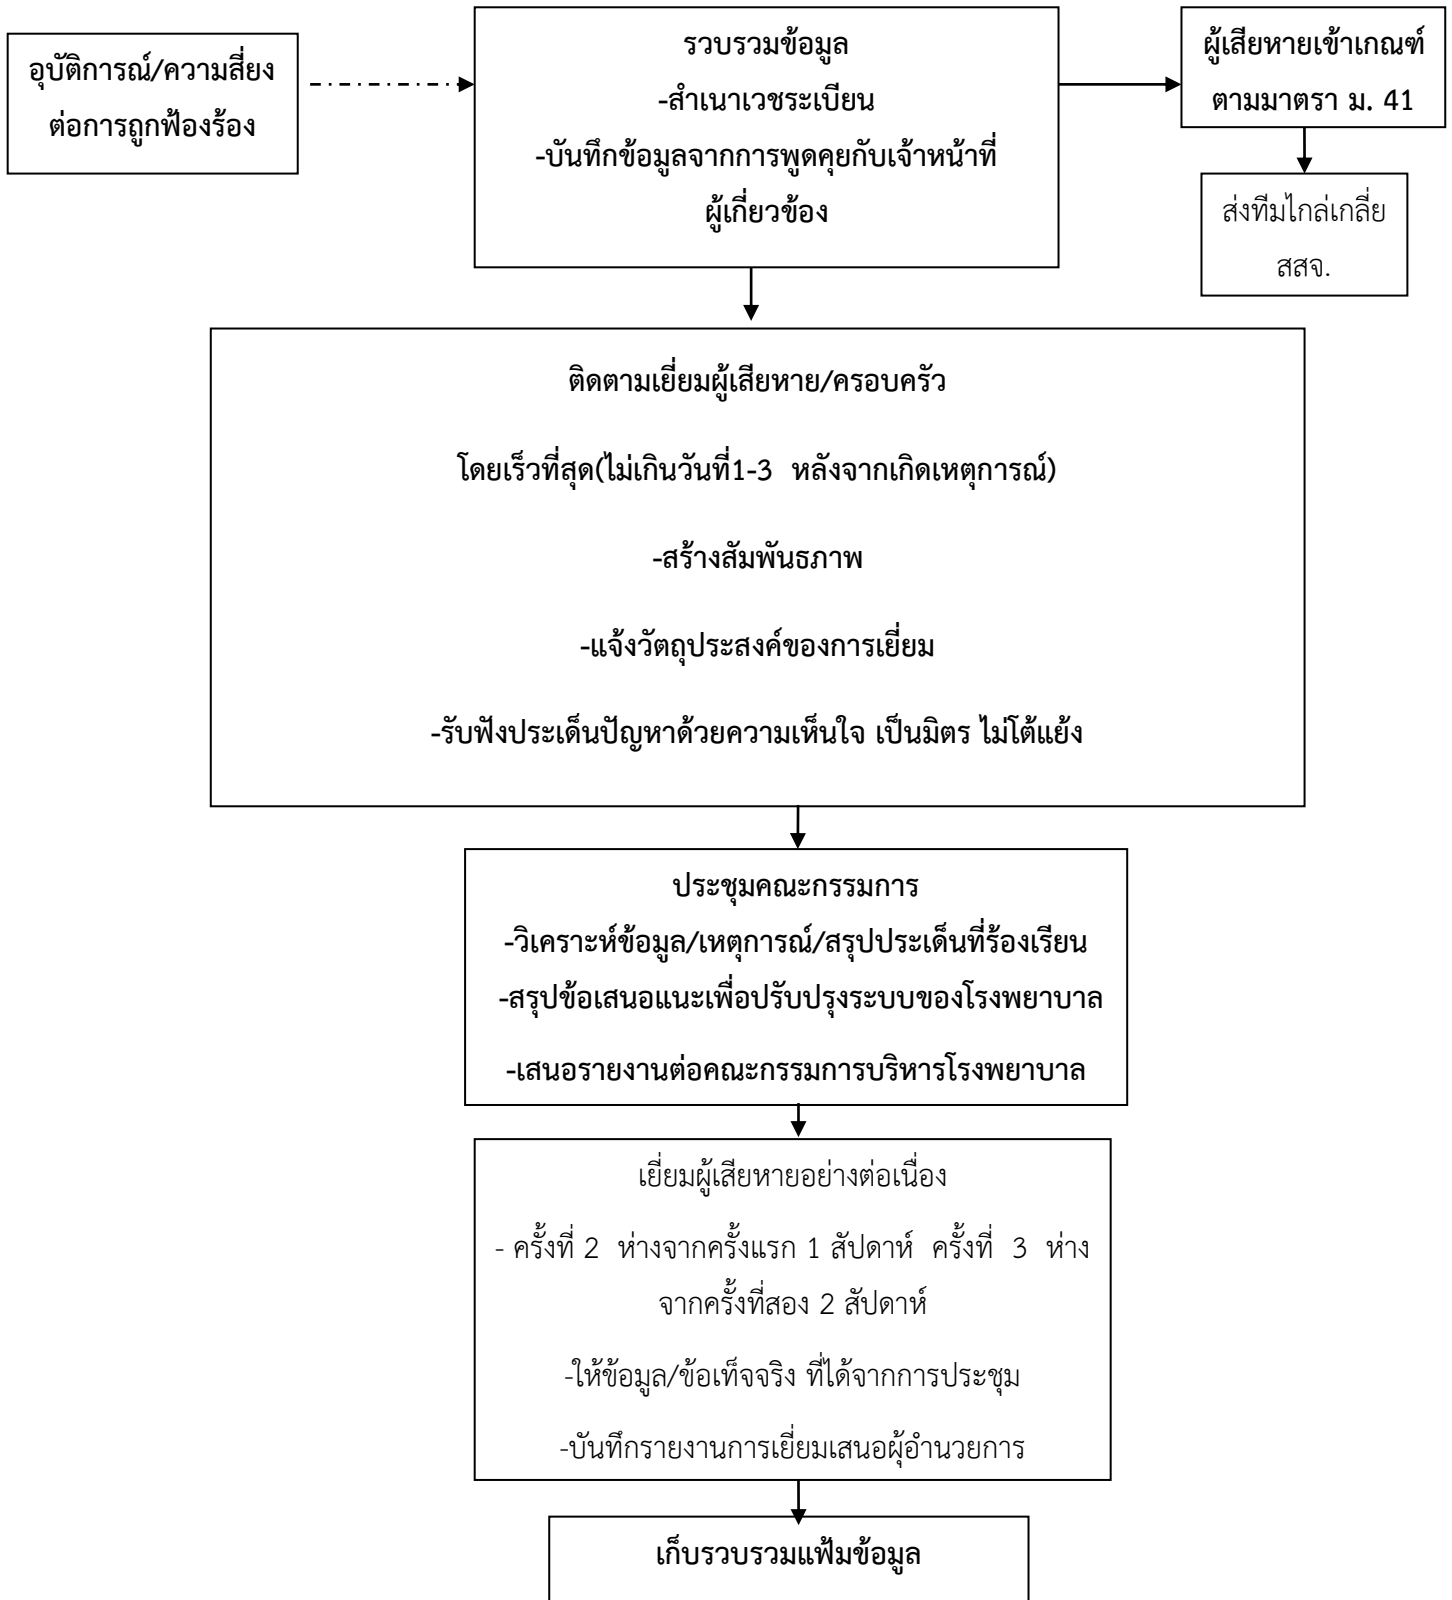 อุบัติการณ์/ความสี่ยง
ต่อการถูกฟ้องร้อง
รวบรวมข้อมูล
-สำเนาเวชระเบียน
-บันทึกข้อมูลจากการพูดคุยกับเจ้าหน้าที่
ผู้เกี่ยวข้อง
ผู้เสียหายเข้าเกณฑ์
ตามมาตรา ม. 41
ส่งทีมไกล่เกลี่ย
สสจ.
ติดตามเยี่ยมผู้เสียหาย/ครอบครัว
โดยเร็วที่สุด(ไม่เกินวันที่1-3 หลังจากเกิดเหตุการณ์)
-สร้างสัมพันธภาพ
-แจ้งวัตถุประสงค์ของการเยี่ยม
-รับฟังประเด็นปัญหาด้วยความเห็นใจ เป็นมิตร ไม่โต้แย้ง
ประชุมคณะกรรมการ
-วิเคราะห์ข้อมูล/เหตุการณ์/สรุปประเด็นที่ร้องเรียน
-สรุปข้อเสนอแนะเพื่อปรับปรุงระบบของโรงพยาบาล
-เสนอรายงานต่อคณะกรรมการบริหารโรงพยาบาล
เยี่ยมผู้เสียหายอย่างต่อเนื่อง
- ครั้งที่ 2 ห่างจากครั้งแรก 1 สัปดาห์ ครั้งที่ 3 ห่าง
จากครั้งที่สอง 2 สัปดาห์
-ให้ข้อมูล/ข้อเท็จจริง ที่ได้จากการประชุม
-บันทึกรายงานการเยี่ยมเสนอผุ้อำนวยการ
เก็บรวบรวมแฟ้มข้อมูล